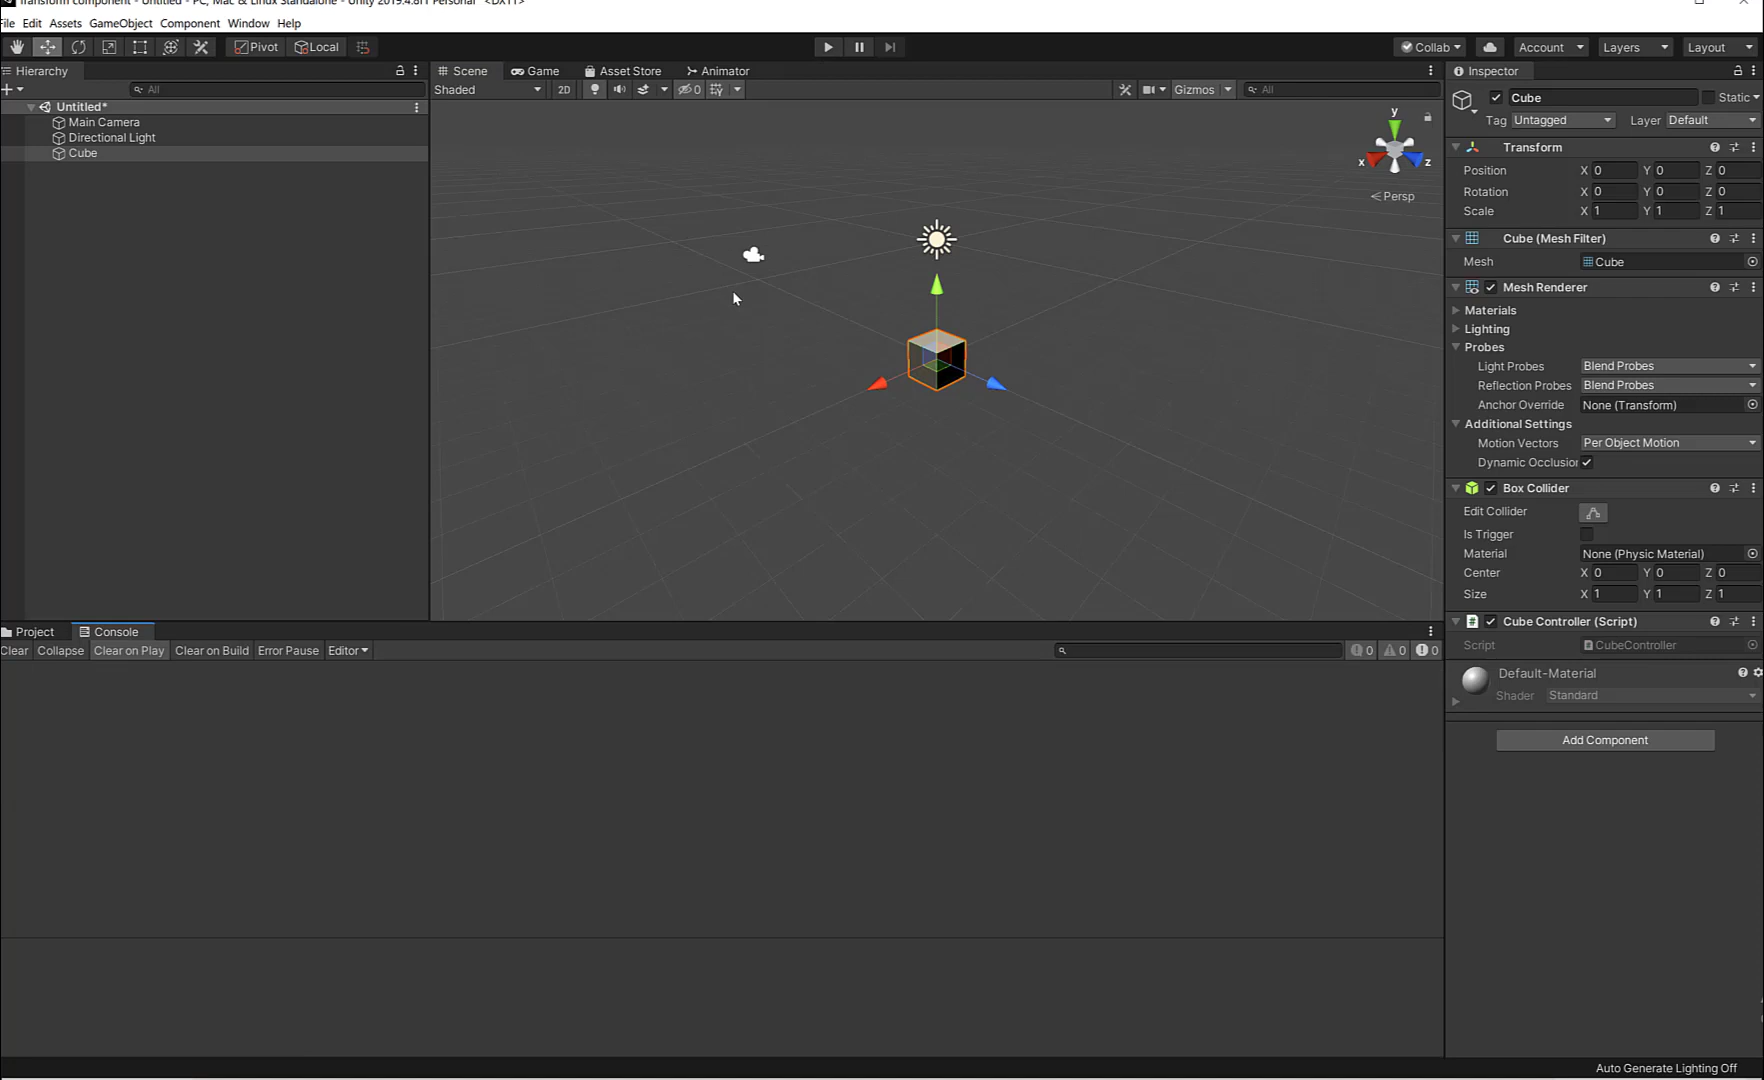 Transform component - Untitled - PC, Mac & Linux Standalone - Unity 2019.4.8f1 Personal <DX11>
File Edit Assets GameObject Component Window Help
Pivot Local Collab Account Layers Layout
Hierarchy
All
Untitled*
Main Camera
Directional Light
Cube
Scene Game Asset Store Animator
Shaded 2D 0 Gizmos All
y
x z
Persp
Inspector
Cube Static
Tag Untagged Layer Default
Transform
Position X 0 Y 0 Z 0
Rotation X 0 Y 0 Z 0
Scale X 1 Y 1 Z 1
Cube (Mesh Filter)
Mesh Cube
Mesh Renderer
Materials
Lighting
Probes
Light Probes Blend Probes
Reflection Probes Blend Probes
Anchor Override None (Transform)
Additional Settings
Motion Vectors Per Object Motion
Dynamic Occlusion
Box Collider
Edit Collider
Is Trigger
Material None (Physic Material)
Center X 0 Y 0 Z 0
Size X 1 Y 1 Z 1
Cube Controller (Script)
# Script CubeController
Default-Material
Shader Standard
Add Component
Project Console
Clear Collapse Clear on Play Clear on Build Error Pause Editor 0 0 0
Auto Generate Lighting Off